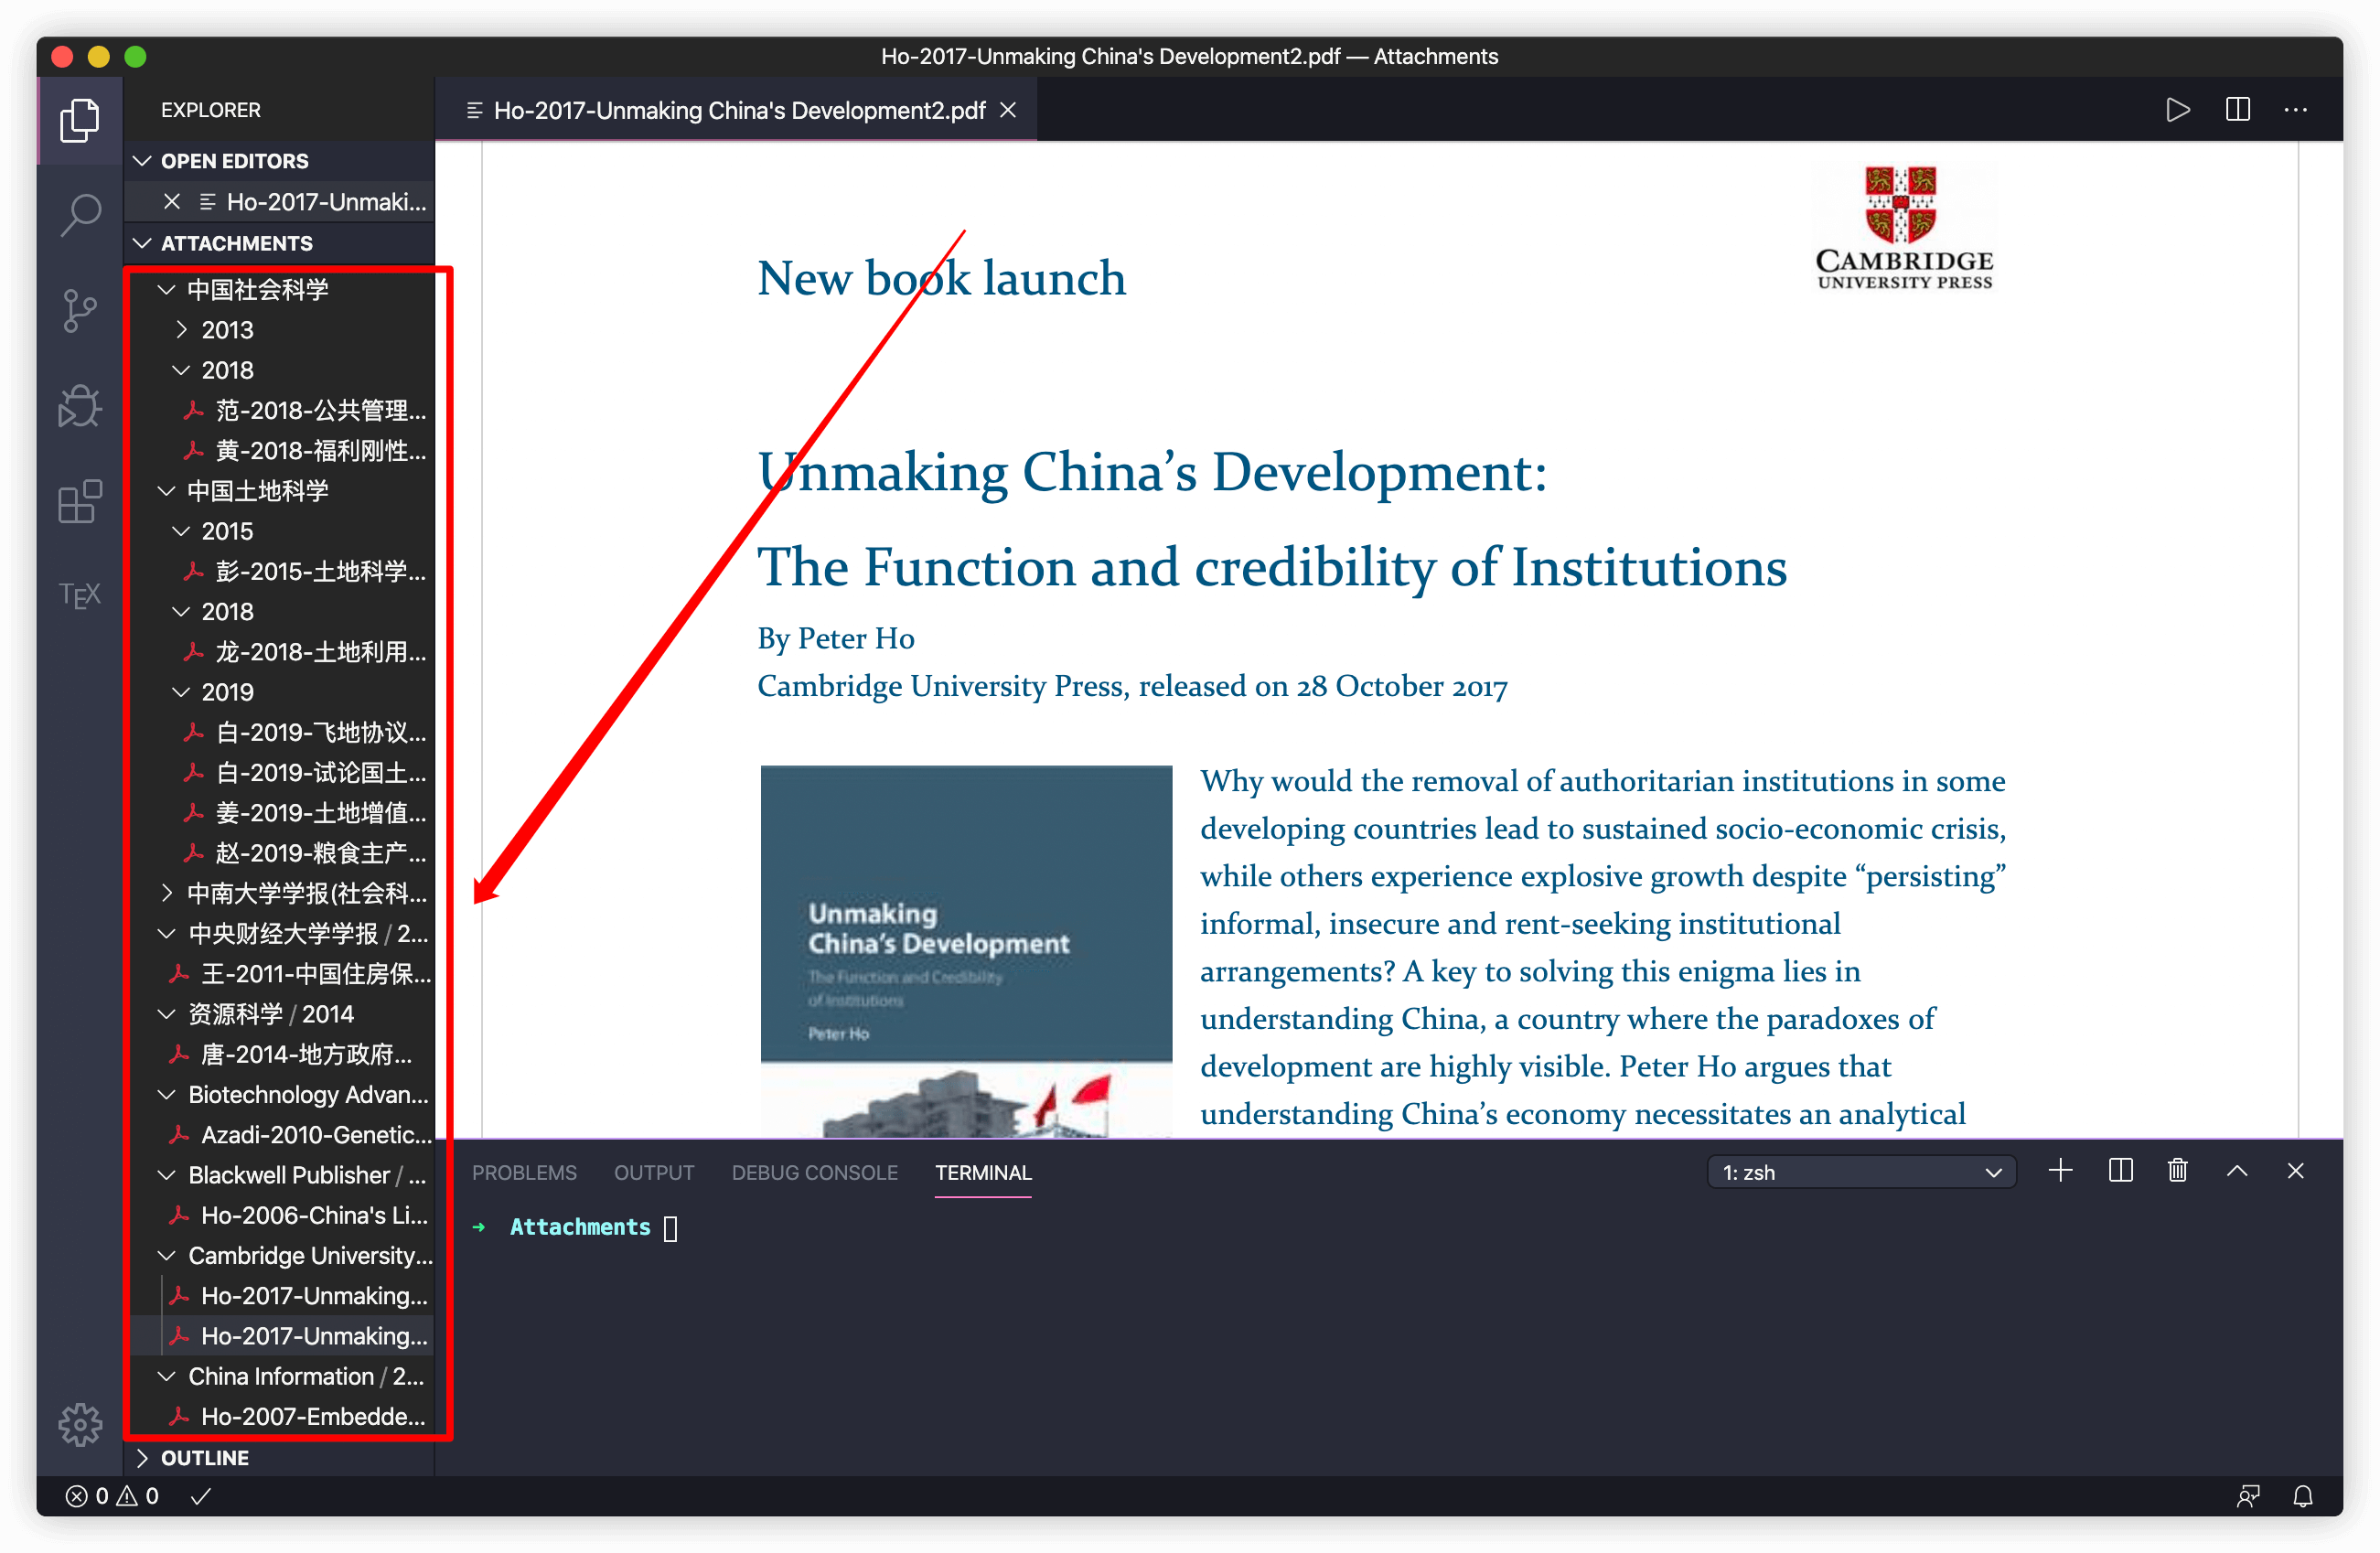 Ho-2017-Unmaking China's Development2.pdf — Attachments
EXPLORER
OPEN EDITORS
Ho-2017-Unmaki...
ATTACHMENTS
中国社会科学
2013
2018
范-2018-公共管理...
黄-2018-福利刚性...
中国土地科学
2015
彭-2015-土地科学...
2018
龙-2018-土地利用...
2019
白-2019-飞地协议...
白-2019-试论国土...
姜-2019-土地增值...
赵-2019-粮食主产...
中南大学学报(社会科...
中央财经大学学报 / 2...
王-2011-中国住房保...
资源科学 / 2014
唐-2014-地方政府...
Biotechnology Advan...
Azadi-2010-Genetic...
Blackwell Publisher / ...
Ho-2006-China's Li...
Cambridge University...
Ho-2017-Unmaking...
Ho-2017-Unmaking...
China Information / 2...
Ho-2007-Embedde...
OUTLINE
TEX
Ho-2017-Unmaking China's Development2.pdf
CAMBRIDGE
UNIVERSITY PRESS
New book launch
Unmaking China’s Development:
The Function and credibility of Institutions
By Peter Ho
Cambridge University Press, released on 28 October 2017
Unmaking
China’s Development
The Function and Credibility
of Institutions
Peter Ho
Why would the removal of authoritarian institutions in some
developing countries lead to sustained socio-economic crisis,
while others experience explosive growth despite “persisting”
informal, insecure and rent-seeking institutional
arrangements? A key to solving this enigma lies in
understanding China, a country where the paradoxes of
development are highly visible. Peter Ho argues that
understanding China’s economy necessitates an analytical
PROBLEMS OUTPUT DEBUG CONSOLE TERMINAL
1: zsh
➜ Attachments
0 0